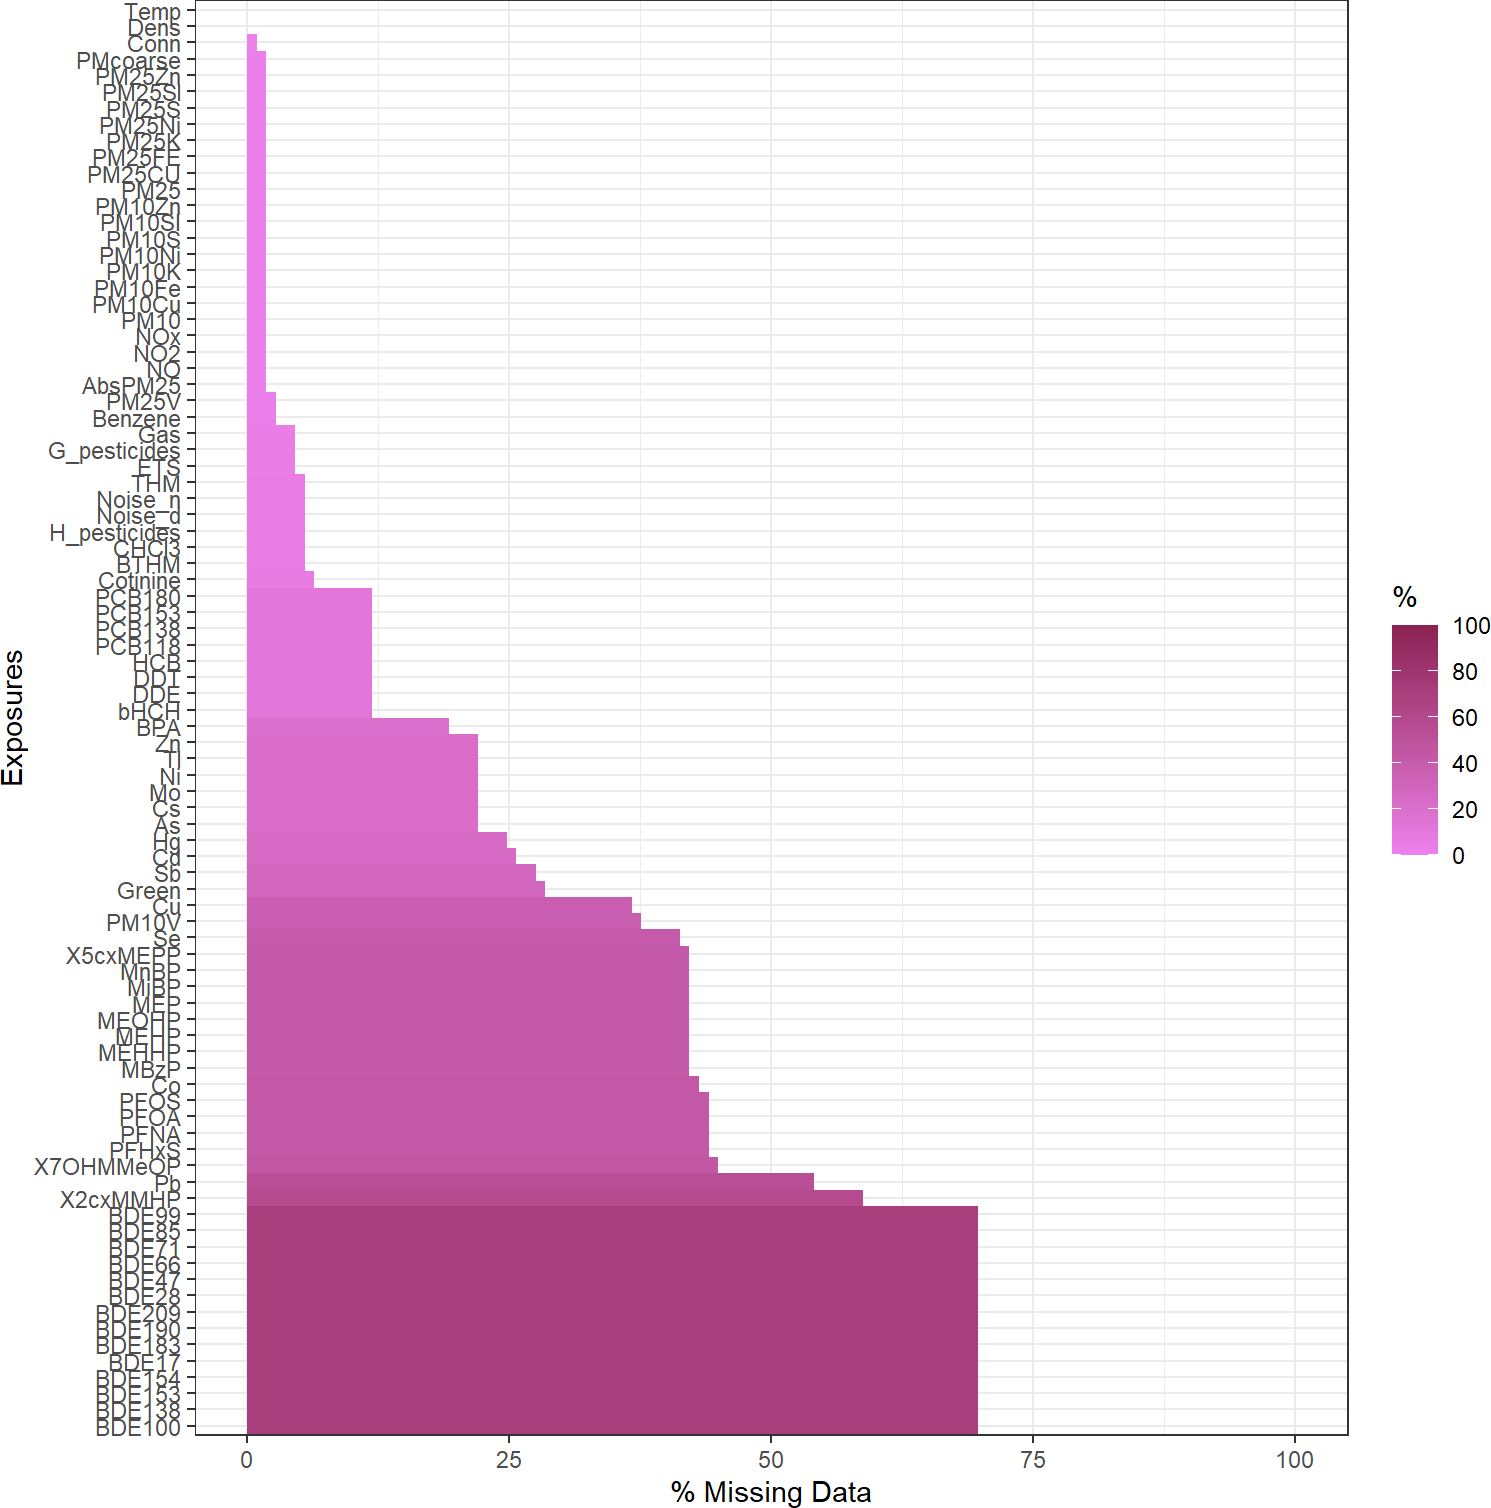 Temp
Dens
Conn
PMcoarse
PM25Zn
PM25SI
PM25S
PM25Ni
PM25K
PM25FE
PM25CU
PM25
PM10Zn
PM10SI
PM10S
PM10Ni
PM10K
PM10Fe
PM10Cu
PM10
NOx
NO2
NO
AbsPM25
PM25V
Benzene
Gas
G_pesticides
ETS
THM
Noise_n
Noise_d
H_pesticides
CHCl3
BTHM
Cotinine
PCB180
PCB153
PCB138
PCB118
HCB
DDT
DDE
bHCH
BPA
Zn
Tl
Ni
Mo
Cs
As
Hg
Cd
Sb
Green
Cu
PM10V
Se
X5cxMEPP
MnBP
MiBP
MEP
MEOHP
MEHP
MEHHP
MBzP
Co
PFOS
PFOA
PFNA
PFHxS
X7OHMMeOP
Pb
X2cxMMHP
BDE99
BDE85
BDE71
BDE66
BDE47
BDE28
BDE209
BDE190
BDE183
BDE17
BDE154
BDE153
BDE138
BDE100
Exposures
0
25
50
75
100
% Missing Data
%
100
80
60
40
20
0